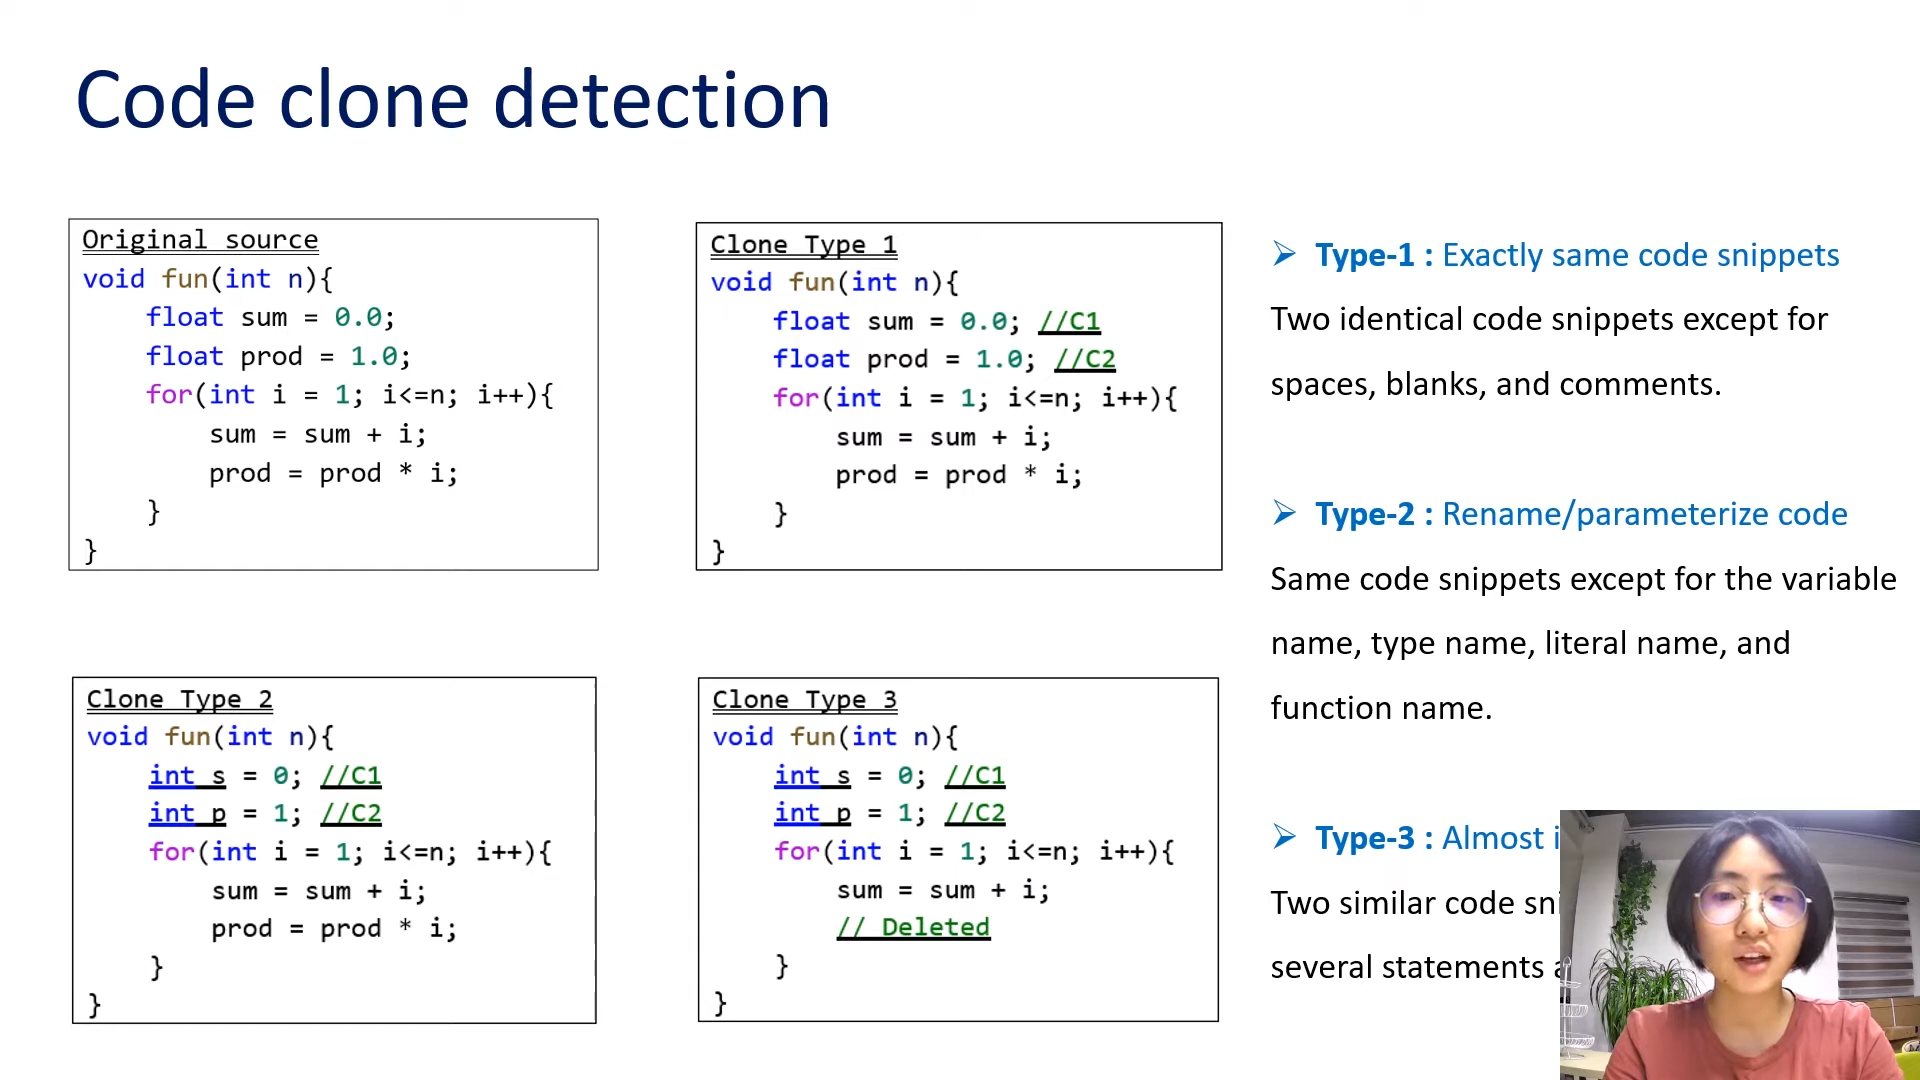 Code clone detection
Original source
void fun(int n){
float sum = 0.0;
float prod = 1.0;
for(int i = 1; i<=n; i++){
sum = sum + i;
prod = prod * i;
}
}
Clone Type 1
void fun(int n){
float sum = 0.0; //C1
float prod = 1.0; //C2
for(int i = 1; i<=n; i++){
sum = sum + i;
prod = prod * i;
}
}
Clone Type 2
void fun(int n){
int s = 0; //C1
int p = 1; //C2
for(int i = 1; i<=n; i++){
sum = sum + i;
prod = prod * i;
}
}
Clone Type 3
void fun(int n){
int s = 0; //C1
int p = 1; //C2
for(int i = 1; i<=n; i++){
sum = sum + i;
// Deleted
}
}
➢ Type-1 : Exactly same code snippets
Two identical code snippets except for
spaces, blanks, and comments.
➢ Type-2 : Rename/parameterize code
Same code snippets except for the variable
name, type name, literal name, and
function name.
➢ Type-3 : Almost
Two similar code
several statements